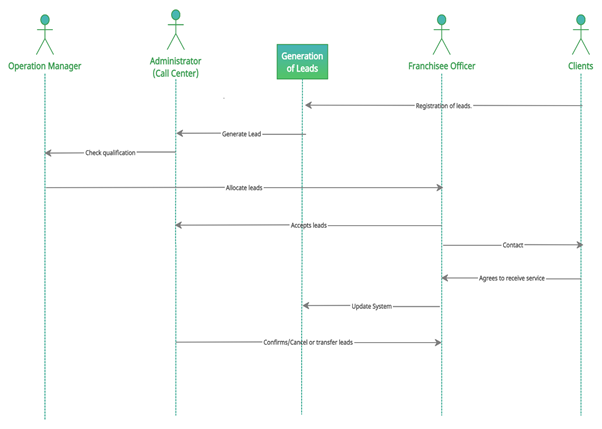 Operation Manager
Administrator
(Call Center)
Generation
of Leads
Franchisee Officer
Clients
Registration of leads.
Generate Lead
Check qualification
Allocate leads
Accepts leads
Contact
Agrees to receive service
Update System
Confirms/Cancel or transfer leads